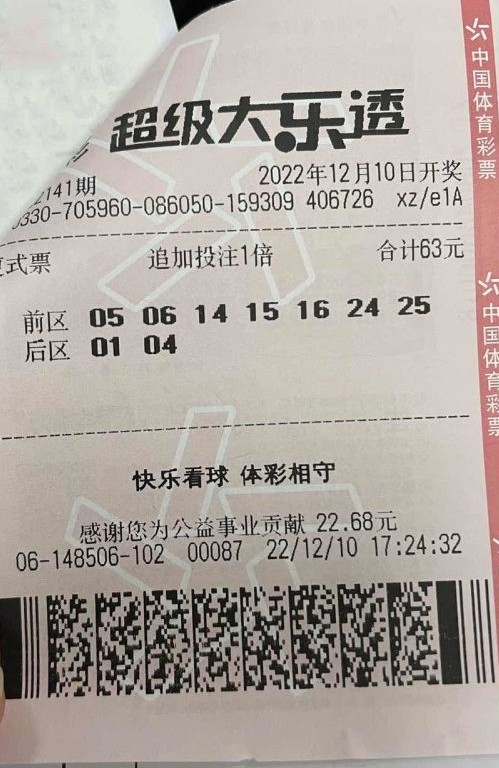 超级大乐透
141期
2022年12月10日开奖
330-705960-086050-159309 406726 xz/e1A
式票
追加投注1倍
合计63元
前区 05 06 14 15 16 24 25
后区 01 04
快乐看球 体彩相守
感谢您为公益事业贡献 22.68元
06-148506-102 00087 22/12/10 17:24:32
中国体育彩票
中国体育彩票